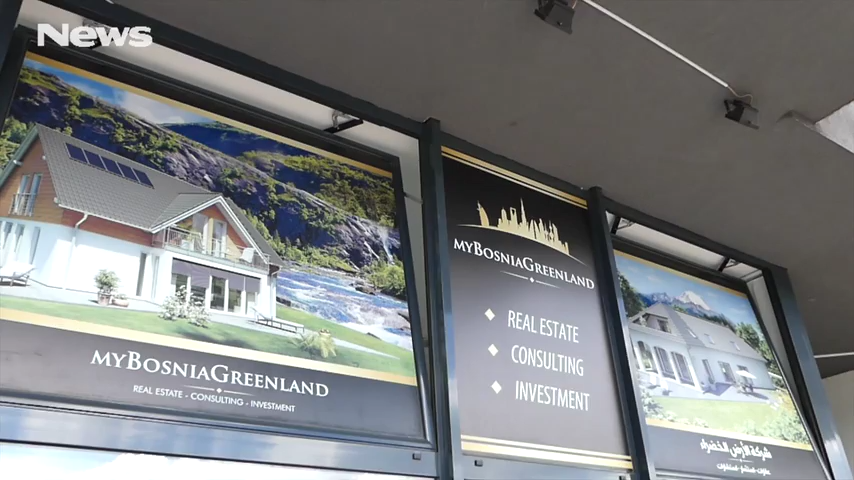 News
MYBOSNIAGREENLAND
REAL ESTATE - CONSULTING - INVESTMENT
MYBOSNIAGREENLAND
REAL ESTATE
CONSULTING
INVESTMENT
شركة الأرض الخضراء